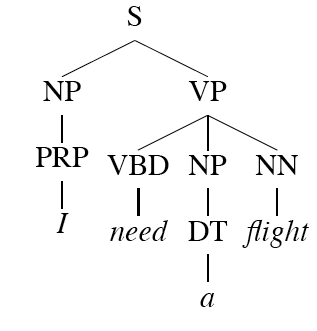 S
NP VP
PRP VBD NP NN
I need DT flight
a